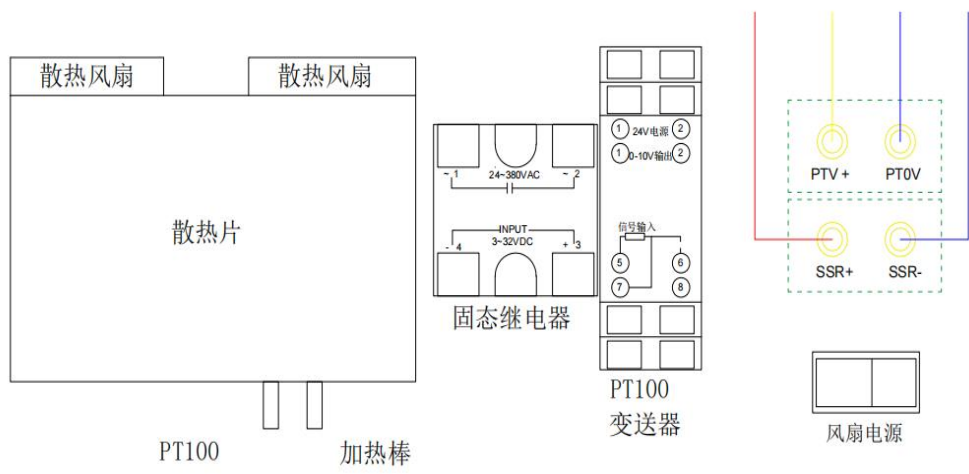 散热风扇
散热风扇
散热片
PT100
加热棒
~ 1
24~380VAC
~ 2
INPUT
3~32VDC
- 4
+ 3
固态继电器
1 24V电源 2
1 0-10V输出 2
信号输入
5 6
7 8
PT100
变送器
PTV + PT0V
SSR+ SSR-
风扇电源